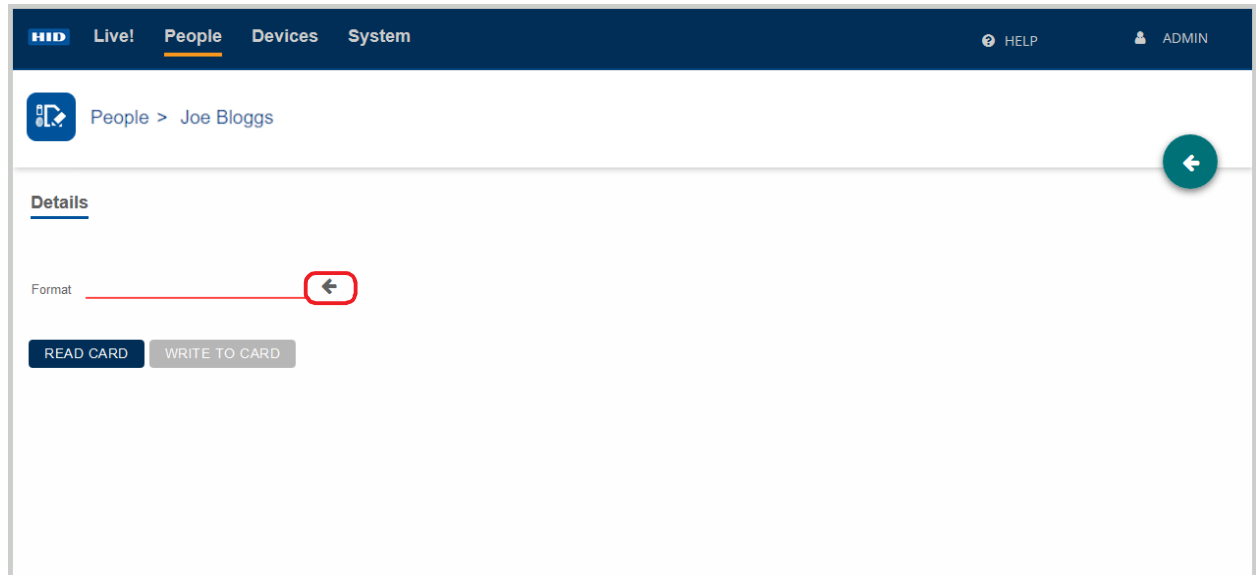 HID Live! People Devices System HELP ADMIN
People > Joe Bloggs
Details
Format
READ CARD WRITE TO CARD